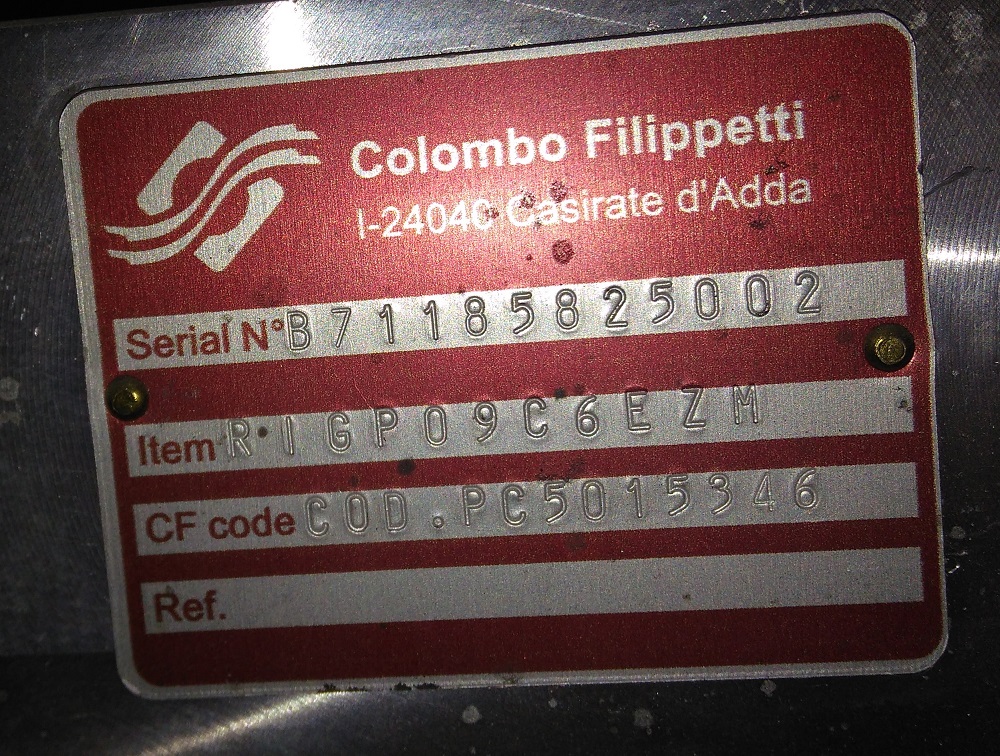 Colombo Filippetti
I-24040 Casirate d'Adda
Serial N° B71185825002
Item RIGP09C6EZM
CF code COD.PC5015346
Ref.